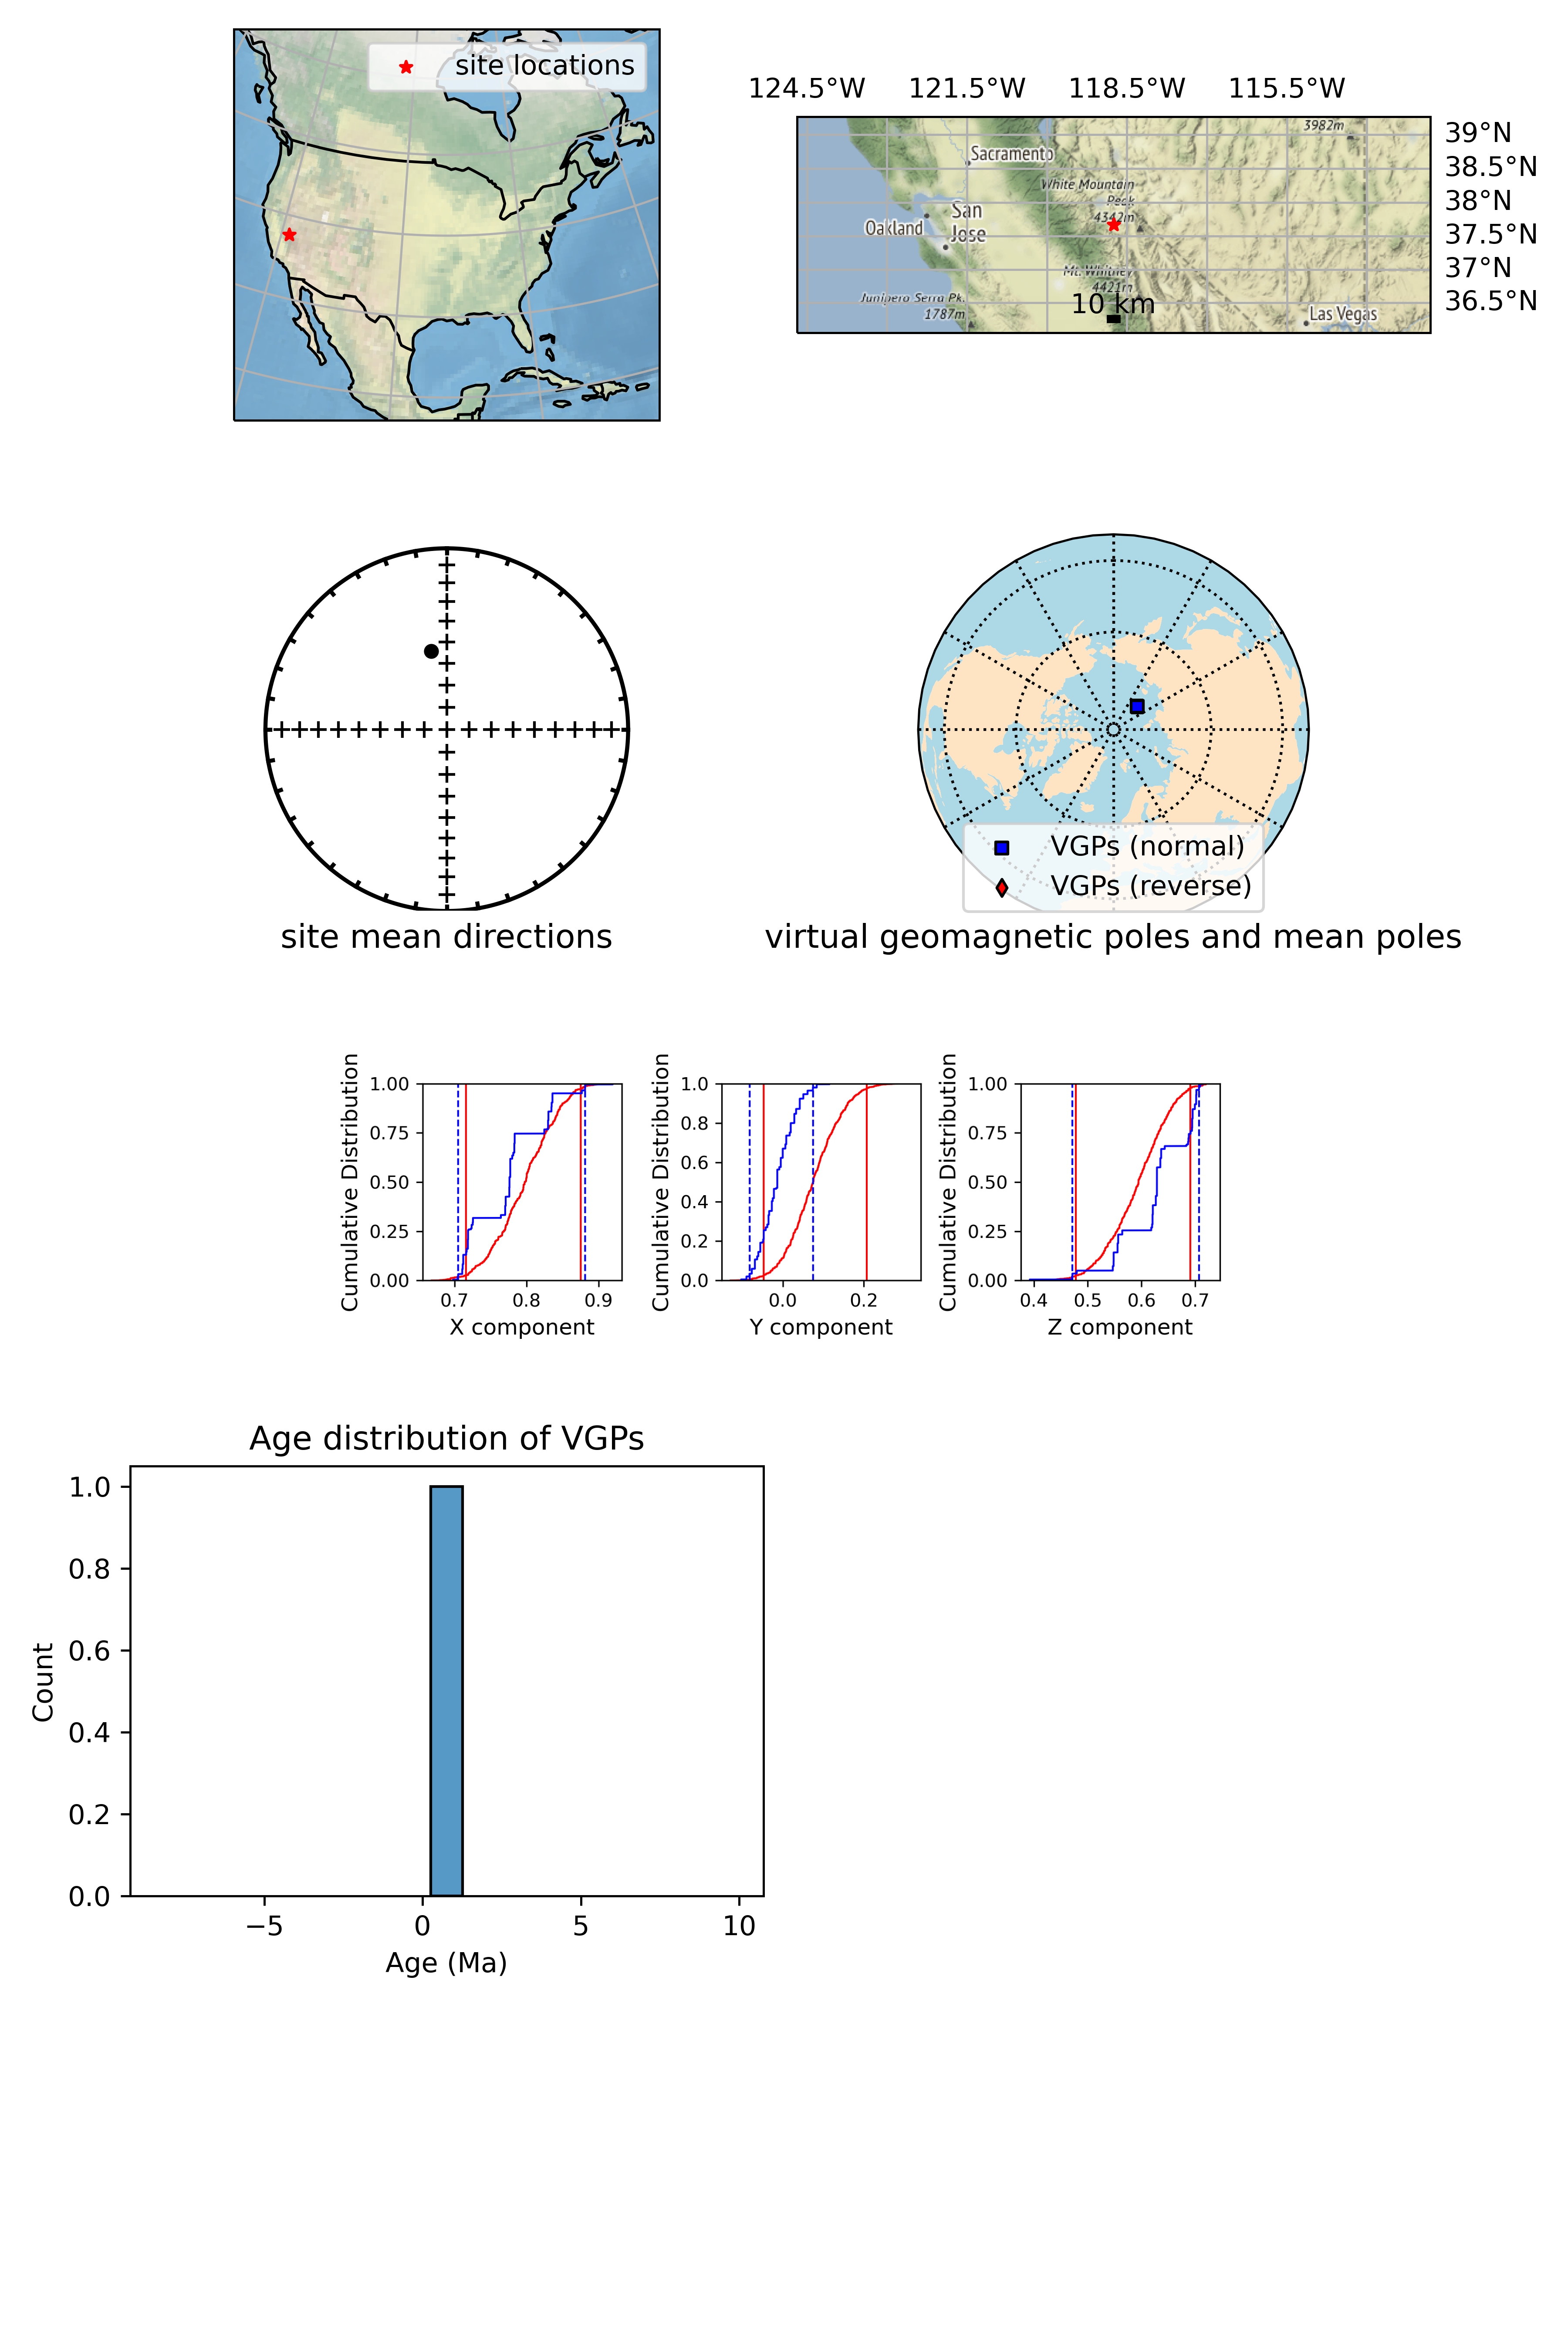 site locations
124.5°W 121.5°W 118.5°W 115.5°W
3982m
39°N
Sacramento
38.5°N
White Mountain
Peak
38°N
4342m
San
Oakland
Jose
37.5°N
Mt. Whitney
37°N
4421m
Junipero Serra Pk.
1787m
10 km
36.5°N
Las Vegas
VGPs (normal)
VGPs (reverse)
site mean directions
virtual geomagnetic poles and mean poles
Cumulative Distribution
1.00
0.75
0.50
0.25
0.00
0.7 0.8 0.9
X component
Cumulative Distribution
1.0
0.8
0.6
0.4
0.2
0.0
0.0 0.2
Y component
Cumulative Distribution
1.00
0.75
0.50
0.25
0.00
0.4 0.5 0.6 0.7
Z component
Age distribution of VGPs
Count
1.0
0.8
0.6
0.4
0.2
0.0
−5 0 5 10
Age (Ma)